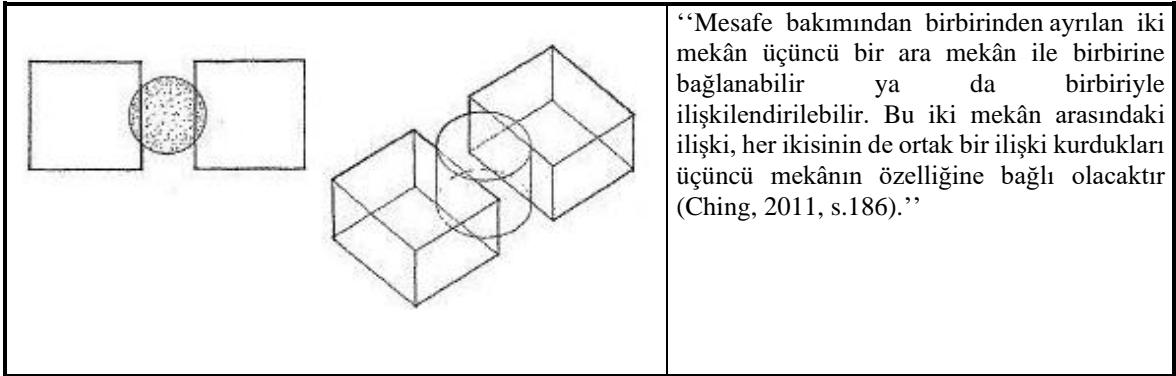 ‘‘Mesafe bakımından birbirinden ayrılan iki
mekân üçüncü bir ara mekân ile birbirine
bağlanabilir ya da birbiriyle
ilişkilendirilebilir. Bu iki mekân arasındaki
ilişki, her ikisinin de ortak bir ilişki kurdukları
üçüncü mekânın özelliğine bağlı olacaktır
(Ching, 2011, s.186).’’